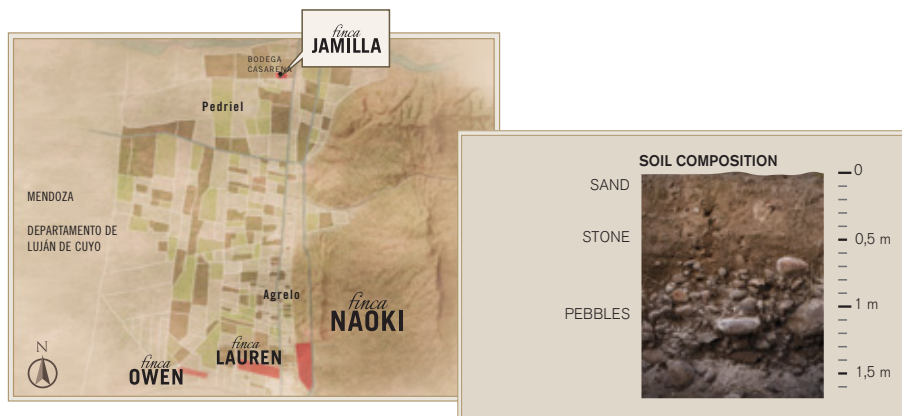 finca
JAMILLA
BODEGA
CASARENA
Pedriel
MENDOZA
DEPARTAMENTO DE
LUJÁN DE CUYO
Agrelo
finca
NAOKI
finca
LAUREN
finca
OWEN
N
SOIL COMPOSITION
SAND
STONE
PEBBLES
0
0,5 m
1 m
1,5 m